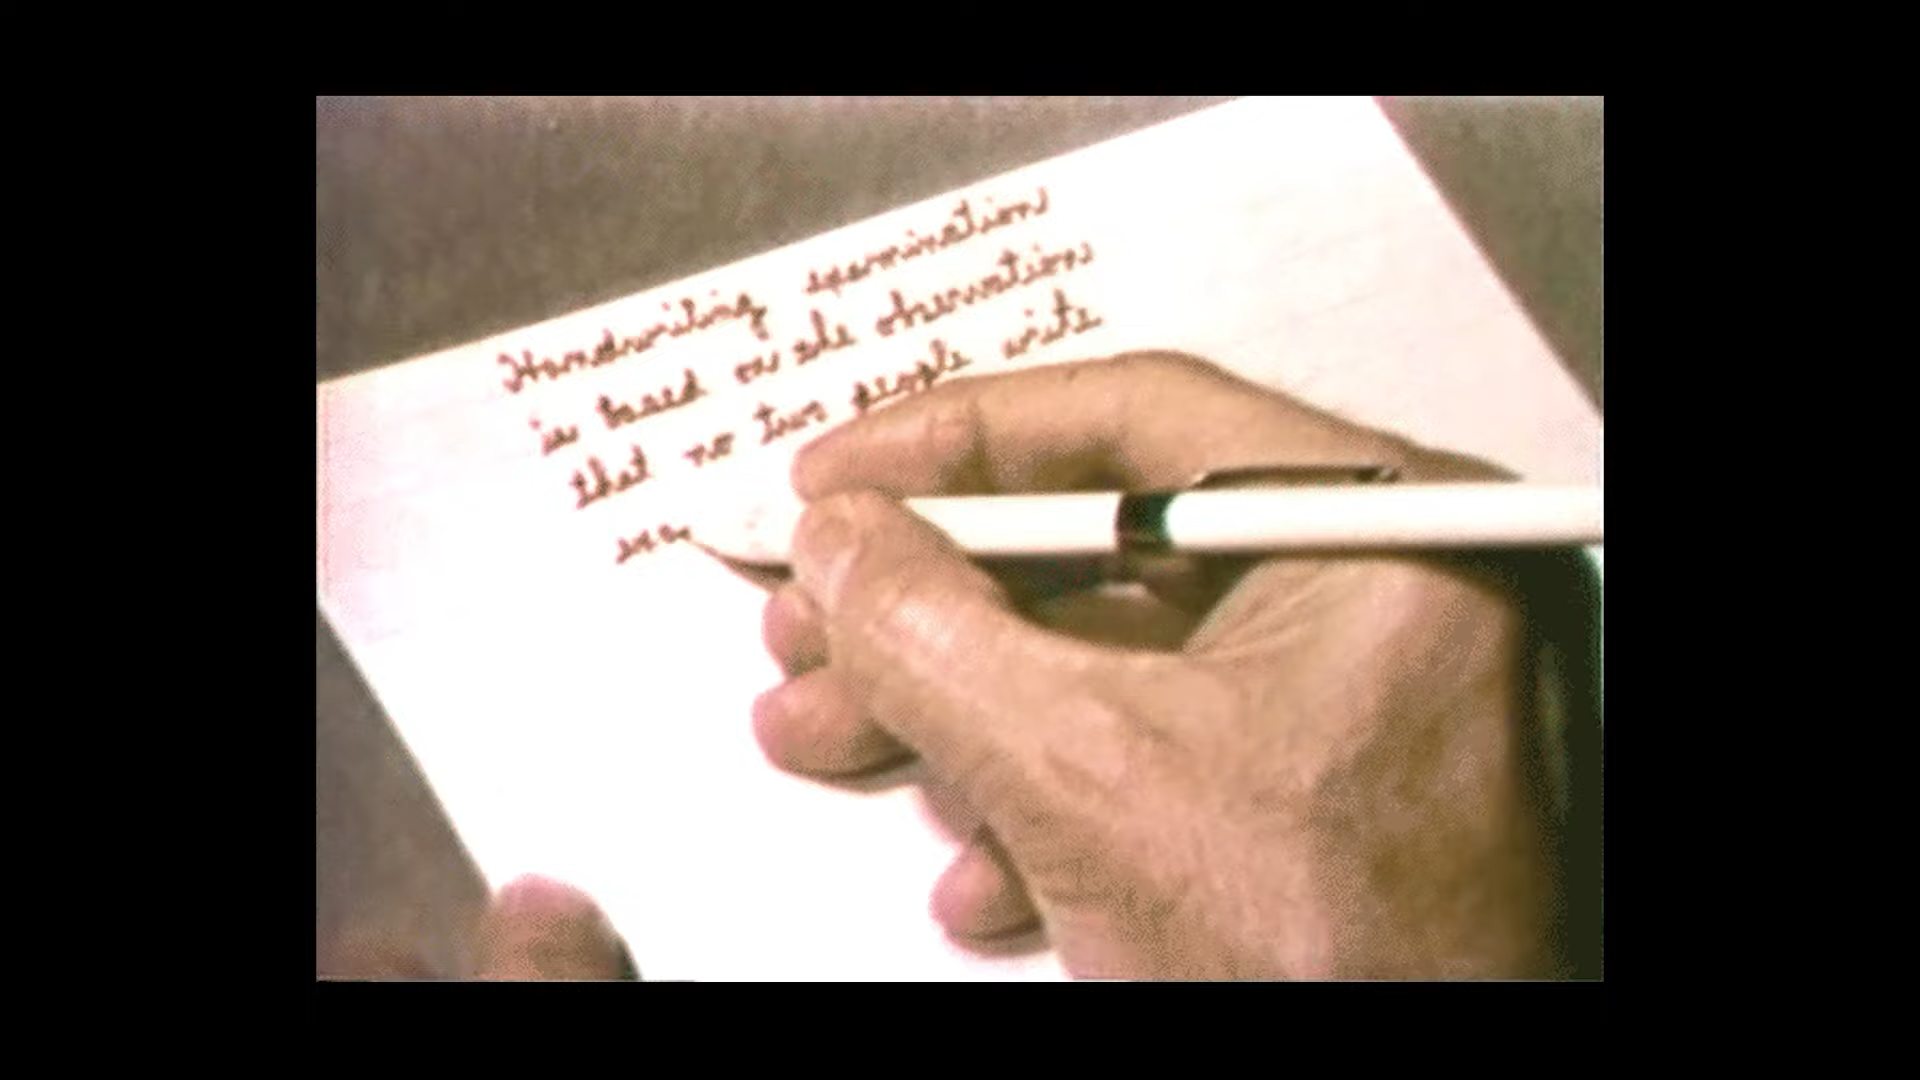 Handwriting examination
is based on the observation
that no two people write